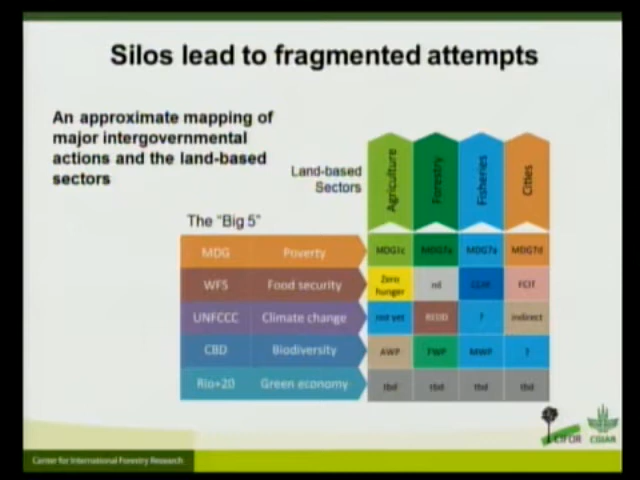 Silos lead to fragmented attempts
An approximate mapping of
major intergovernmental
actions and the land-based
sectors
Land-based
Sectors
Agriculture
Forestry
Fisheries
Cities
The "Big 5"
MDG Poverty MDG1c MDG7a MDG7a MDG7d
WFS Food security Zero hunger nil FCIT
UNFCCC Climate change not yet REDD ? indirect
CBD Biodiversity AWP FWP MWP ?
Rio+20 Green economy tbd tbd tbd tbd
CIFOR CGIAR
Center for International Forestry Research